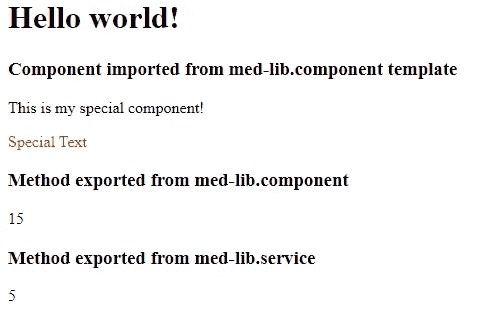 Hello world!
Component imported from med-lib.component template
This is my special component!
Special Text
Method exported from med-lib.component
15
Method exported from med-lib.service
5